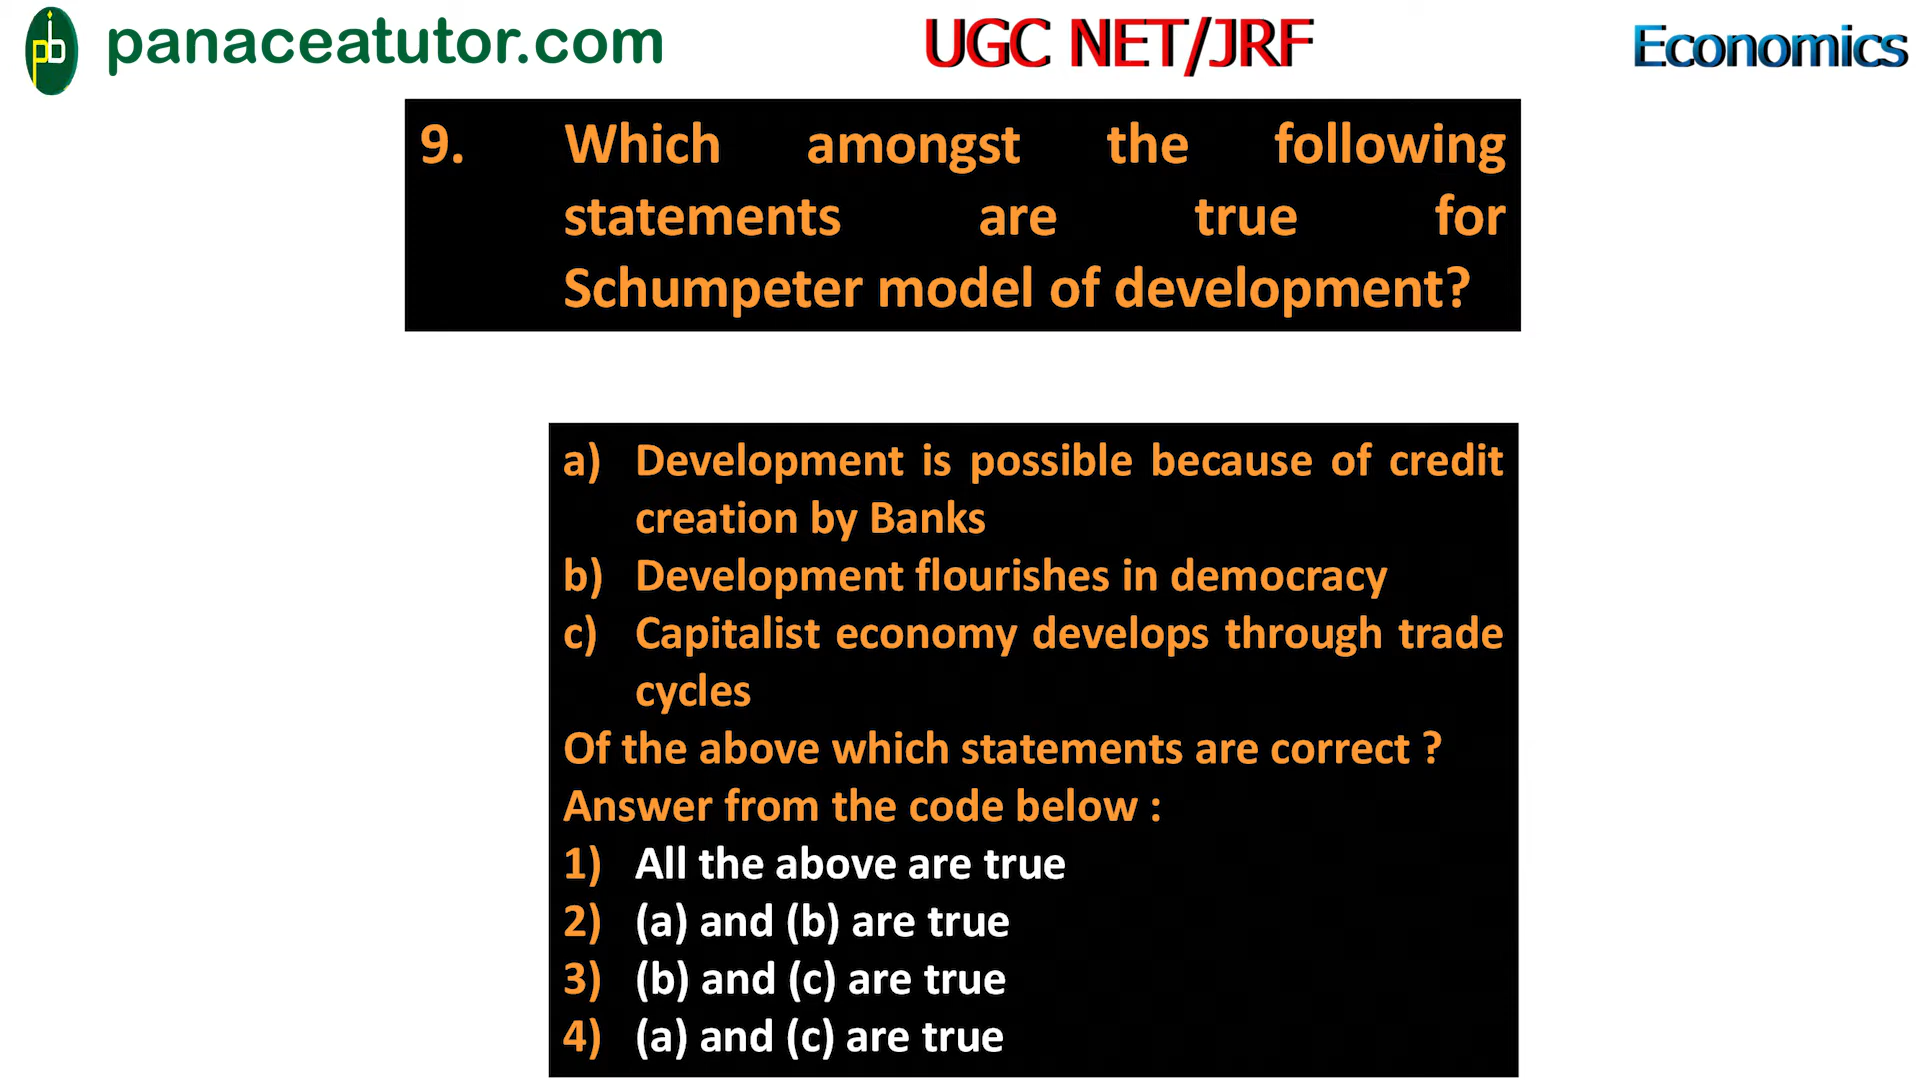 pb panaceatutor.com UGC NET/JRF Economics
9. Which amongst the following
statements are true for
Schumpeter model of development?
a) Development is possible because of credit
creation by Banks
b) Development flourishes in democracy
c) Capitalist economy develops through trade
cycles
Of the above which statements are correct ?
Answer from the code below :
1) All the above are true
2) (a) and (b) are true
3) (b) and (c) are true
4) (a) and (c) are true